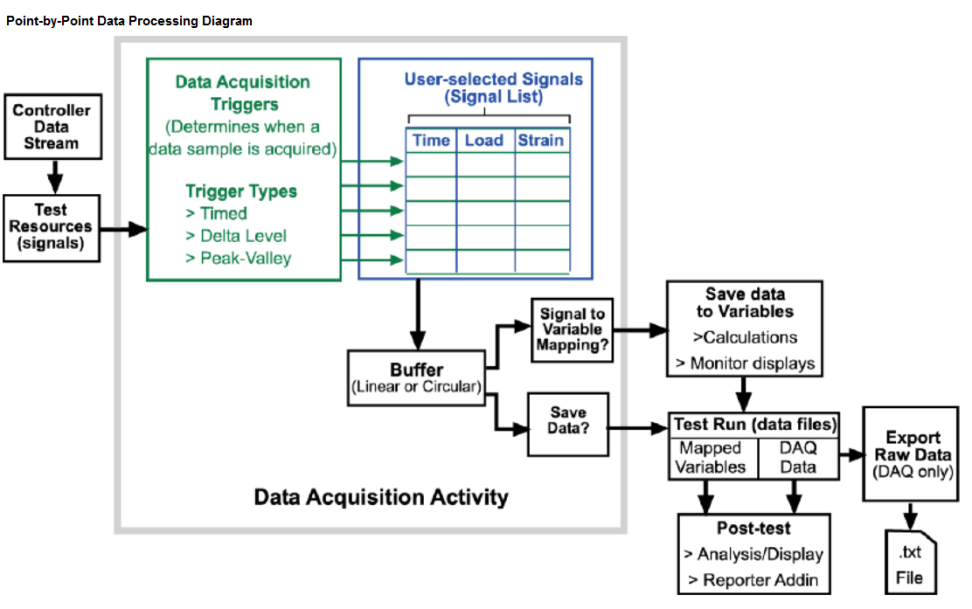 Point-by-Point Data Processing Diagram
Controller
Data
Stream
Test
Resources
(signals)
Data Acquisition
Triggers
(Determines when a
data sample is acquired)
Trigger Types
> Timed
> Delta Level
> Peak-Valley
User-selected Signals
(Signal List)
Time Load Strain
Buffer
(Linear or Circular)
Signal to
Variable
Mapping?
Save
Data?
Data Acquisition Activity
Save data
to Variables
>Calculations
> Monitor displays
Test Run (data files)
Mapped
Variables
DAQ
Data
Export
Raw Data
(DAQ only)
Post-test
> Analysis/Display
> Reporter Addin
.txt
File